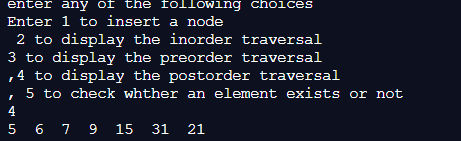 enter any of the following choices
Enter 1 to insert a node
2 to display the inorder traversal
3 to display the preorder traversal
,4 to display the postorder traversal
, 5 to check whther an element exists or not
4
5 6 7 9 15 31 21